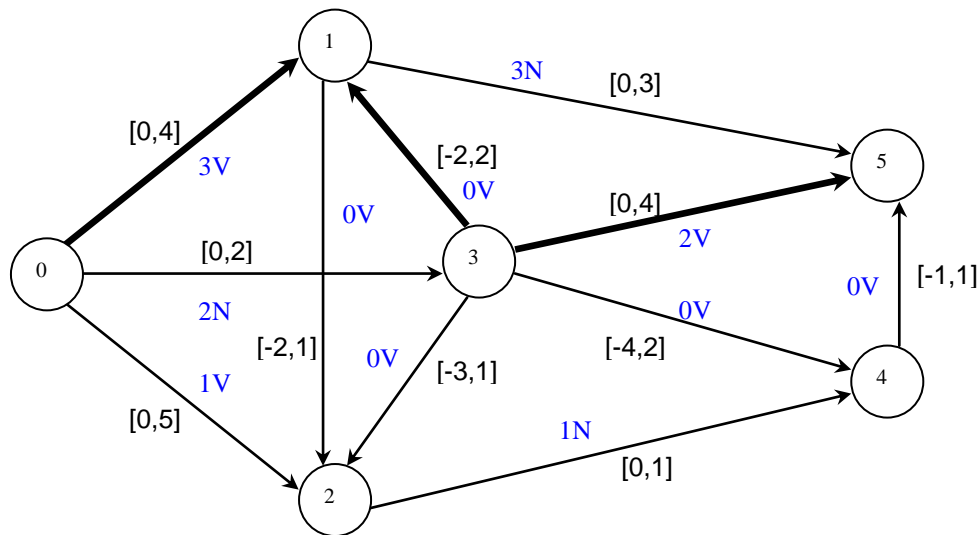 1
3N
[0,3]
[0,4]
3V
[-2,2]
0V
5
0V
[0,4]
2V
0
[0,2]
3
[-1,1]
0V
2N
0V
[-2,1]
0V
[-4,2]
1V
[-3,1]
4
[0,5]
1N
[0,1]
2